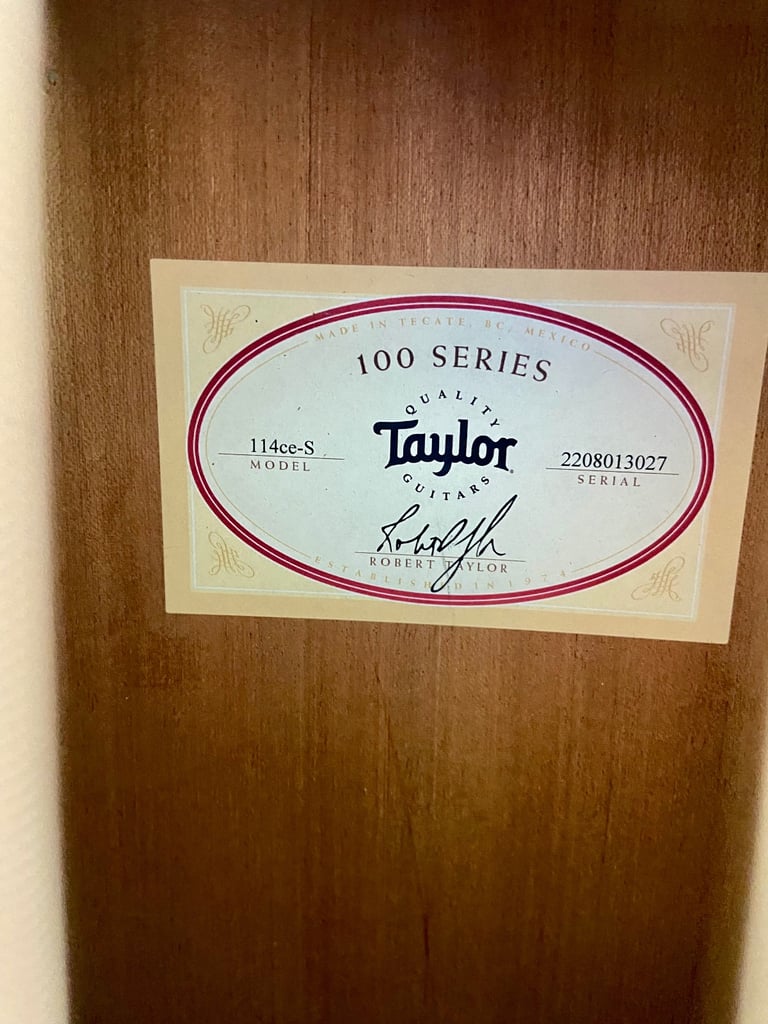 MADE IN TECATE, BC, MEXICO
100 SERIES
QUALITY
Taylor
GUITARS
114ce-S
MODEL
2208013027
SERIAL
ROBERT TAYLOR
ESTABLISHED IN 1974